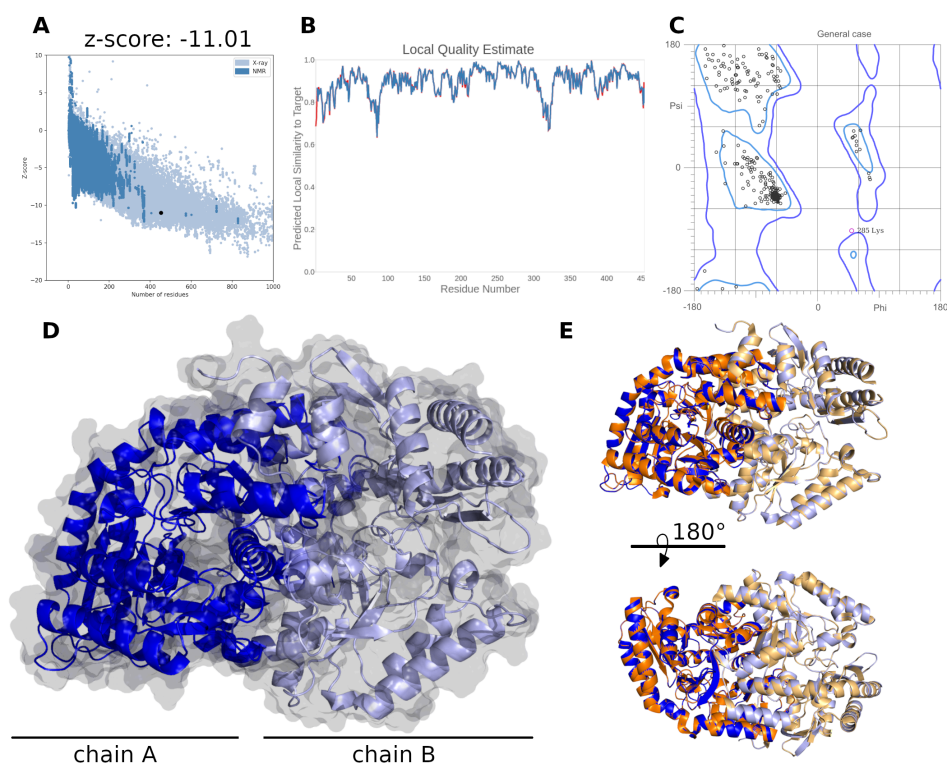 A
z-score: -11.01
X-ray
NMR
10
5
0
−5
−10
−15
−20
Z-score
0
200
400
600
800
1000
Number of residues
B
Local Quality Estimate
Predicted Local Similarity to Target
1.0
0.8
0.6
0.4
0.2
0.0
50
100
150
200
250
300
350
400
45
Residue Number
C
General case
180
Psi
0
-180
285 Lys
-180
0
Phi
180
D
chain A
chain B
E
180°